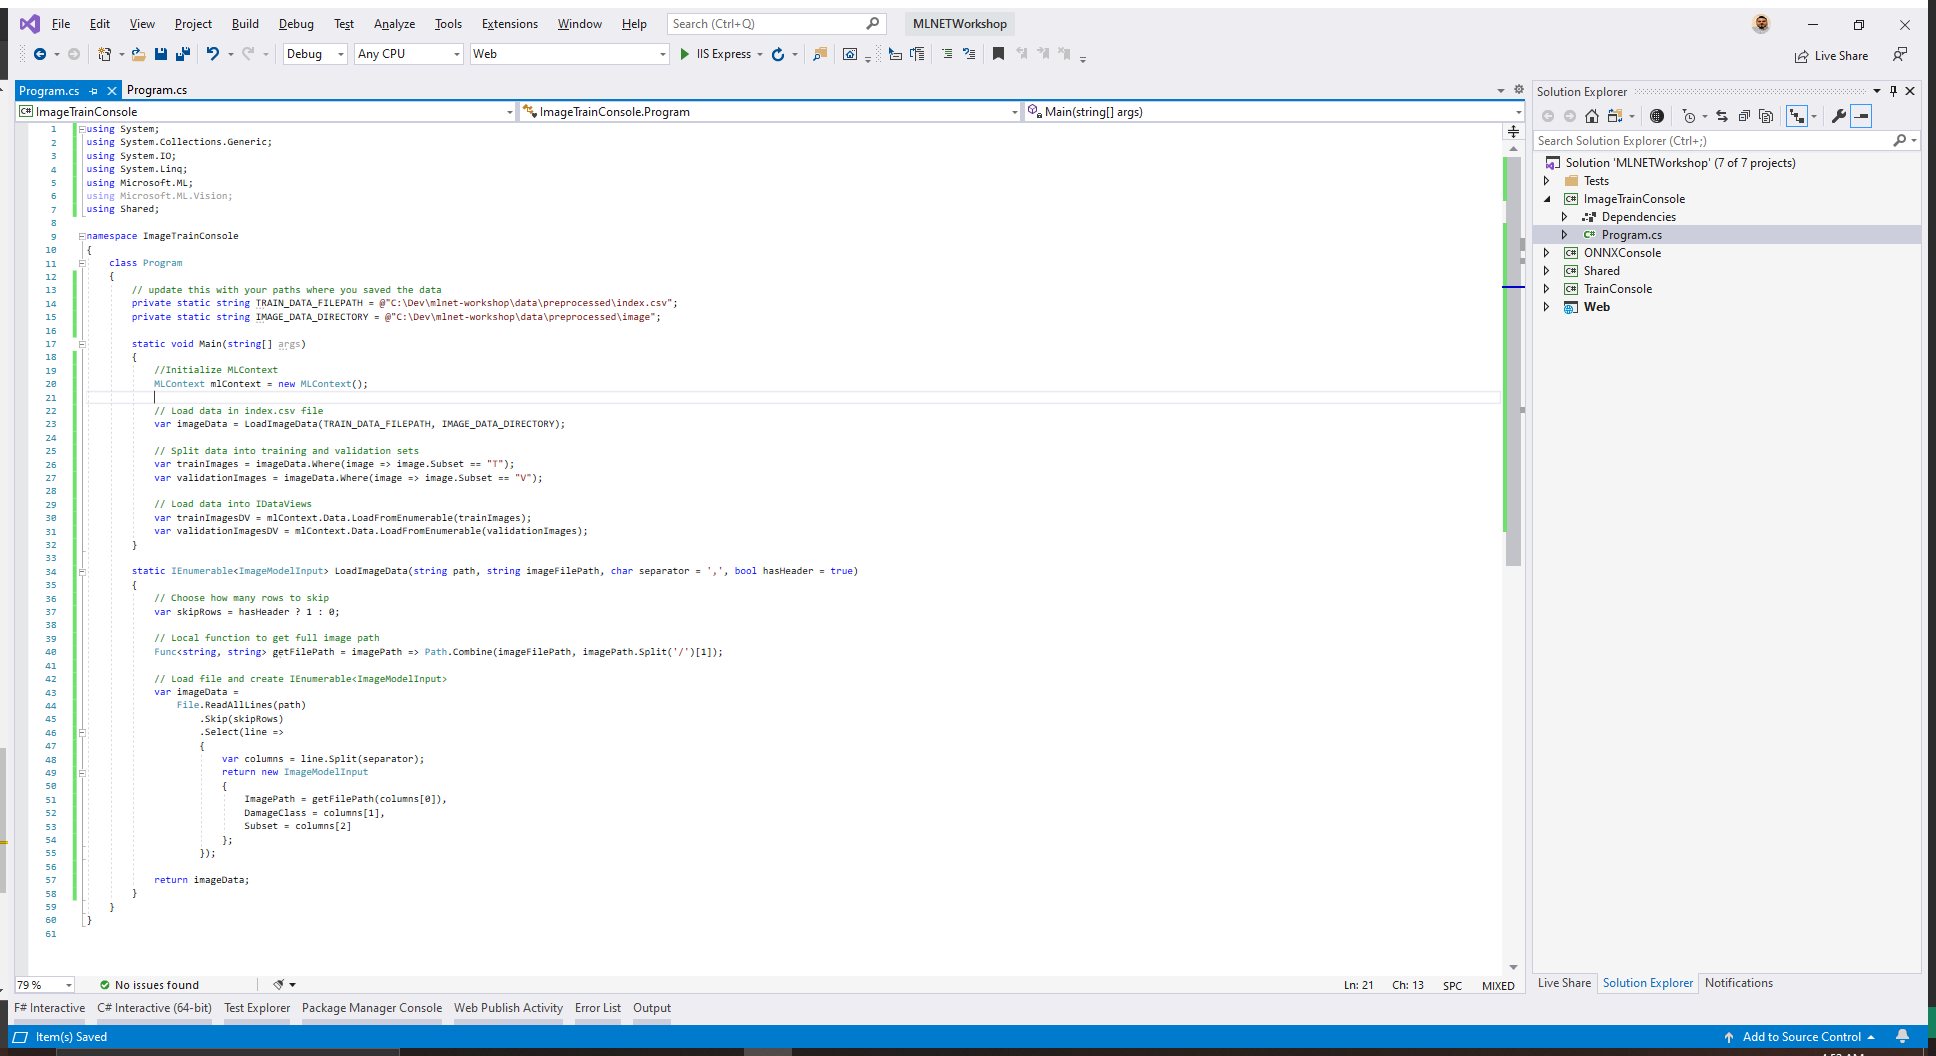 File Edit View Project Build Debug Test Analyze Tools Extensions Window Help Search (Ctrl+Q) MLNETWorkshop
Debug Any CPU Web IIS Express Live Share
Program.cs Program.cs
C# ImageTrainConsole ImageTrainConsole.Program Main(string[] args)
1 using System;
2 using System.Collections.Generic;
3 using System.IO;
4 using System.Linq;
5 using Microsoft.ML;
6 using Microsoft.ML.Vision;
7 using Shared;
8
9 namespace ImageTrainConsole
10 {
11 class Program
12 {
13 // update this with your paths where you saved the data
14 private static string TRAIN_DATA_FILEPATH = @"C:\Dev\mlnet-workshop\data\preprocessed\index.csv";
15 private static string IMAGE_DATA_DIRECTORY = @"C:\Dev\mlnet-workshop\data\preprocessed\image";
16
17 static void Main(string[] args)
18 {
19 //Initialize MLContext
20 MLContext mlContext = new MLContext();
21
22 // Load data in index.csv file
23 var imageData = LoadImageData(TRAIN_DATA_FILEPATH, IMAGE_DATA_DIRECTORY);
24
25 // Split data into training and validation sets
26 var trainImages = imageData.Where(image => image.Subset == "T");
27 var validationImages = imageData.Where(image => image.Subset == "V");
28
29 // Load data into IDataViews
30 var trainImagesDV = mlContext.Data.LoadFromEnumerable(trainImages);
31 var validationImagesDV = mlContext.Data.LoadFromEnumerable(validationImages);
32 }
33
34 static IEnumerable<ImageModelInput> LoadImageData(string path, string imageFilePath, char separator = ',', bool hasHeader = true)
35 {
36 // Choose how many rows to skip
37 var skipRows = hasHeader ? 1 : 0;
38
39 // Local function to get full image path
40 Func<string, string> getFilePath = imagePath => Path.Combine(imageFilePath, imagePath.Split('/')[1]);
41
42 // Load file and create IEnumerable<ImageModelInput>
43 var imageData =
44 File.ReadAllLines(path)
45 .Skip(skipRows)
46 .Select(line =>
47 {
48 var columns = line.Split(separator);
49 return new ImageModelInput
50 {
51 ImagePath = getFilePath(columns[0]),
52 DamageClass = columns[1],
53 Subset = columns[2]
54 };
55 });
56
57 return imageData;
58 }
59 }
60 }
61
79 % No issues found Ln: 21 Ch: 13 SPC MIXED
Solution Explorer
Search Solution Explorer (Ctrl+;)
Solution 'MLNETWorkshop' (7 of 7 projects)
Tests
C# ImageTrainConsole
Dependencies
C# Program.cs
C# ONNXConsole
C# Shared
C# TrainConsole
Web
Live Share Solution Explorer Notifications
F# Interactive C# Interactive (64-bit) Test Explorer Package Manager Console Web Publish Activity Error List Output
Item(s) Saved Add to Source Control